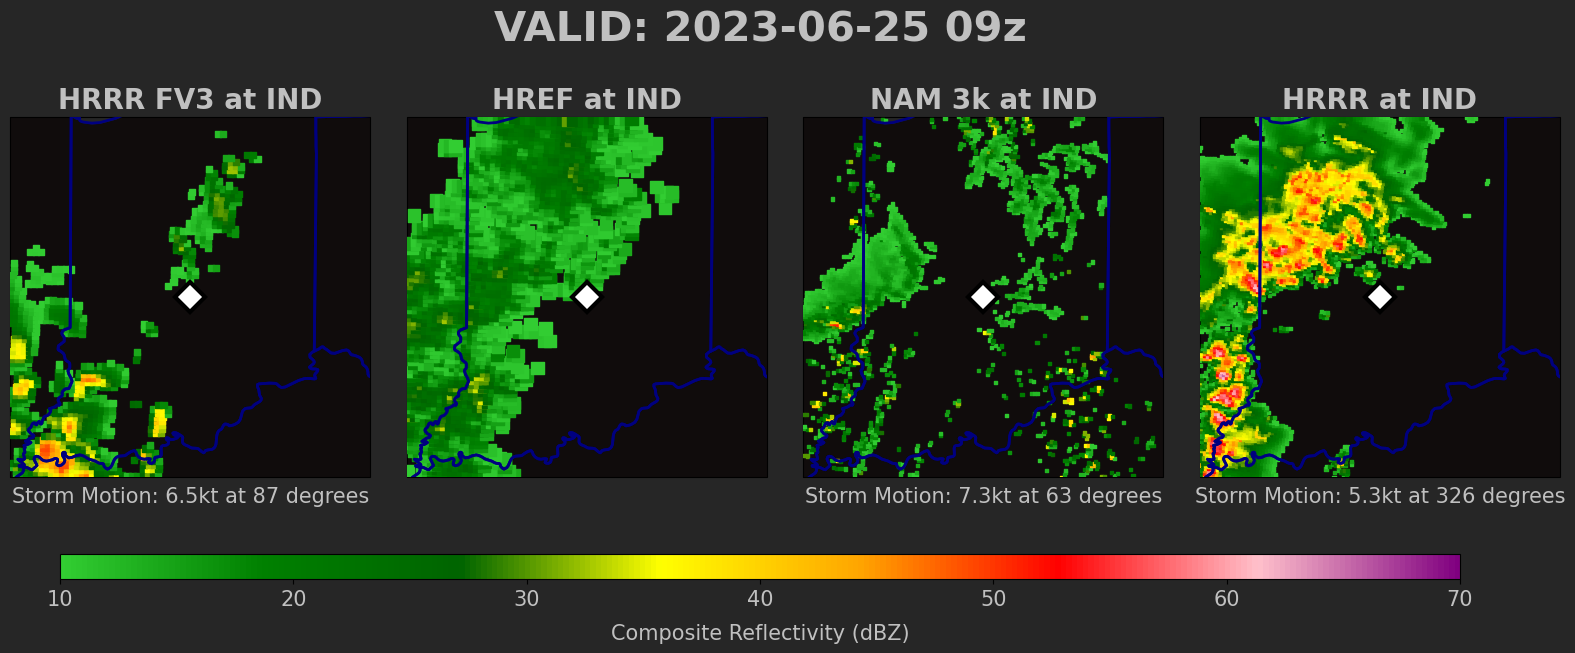 VALID: 2023-06-25 09z
HRRR FV3 at IND
HREF at IND
NAM 3k at IND
HRRR at IND
Storm Motion: 6.5kt at 87 degrees
Storm Motion: 7.3kt at 63 degrees
Storm Motion: 5.3kt at 326 degrees
10 20 30 40 50 60 70
Composite Reflectivity (dBZ)